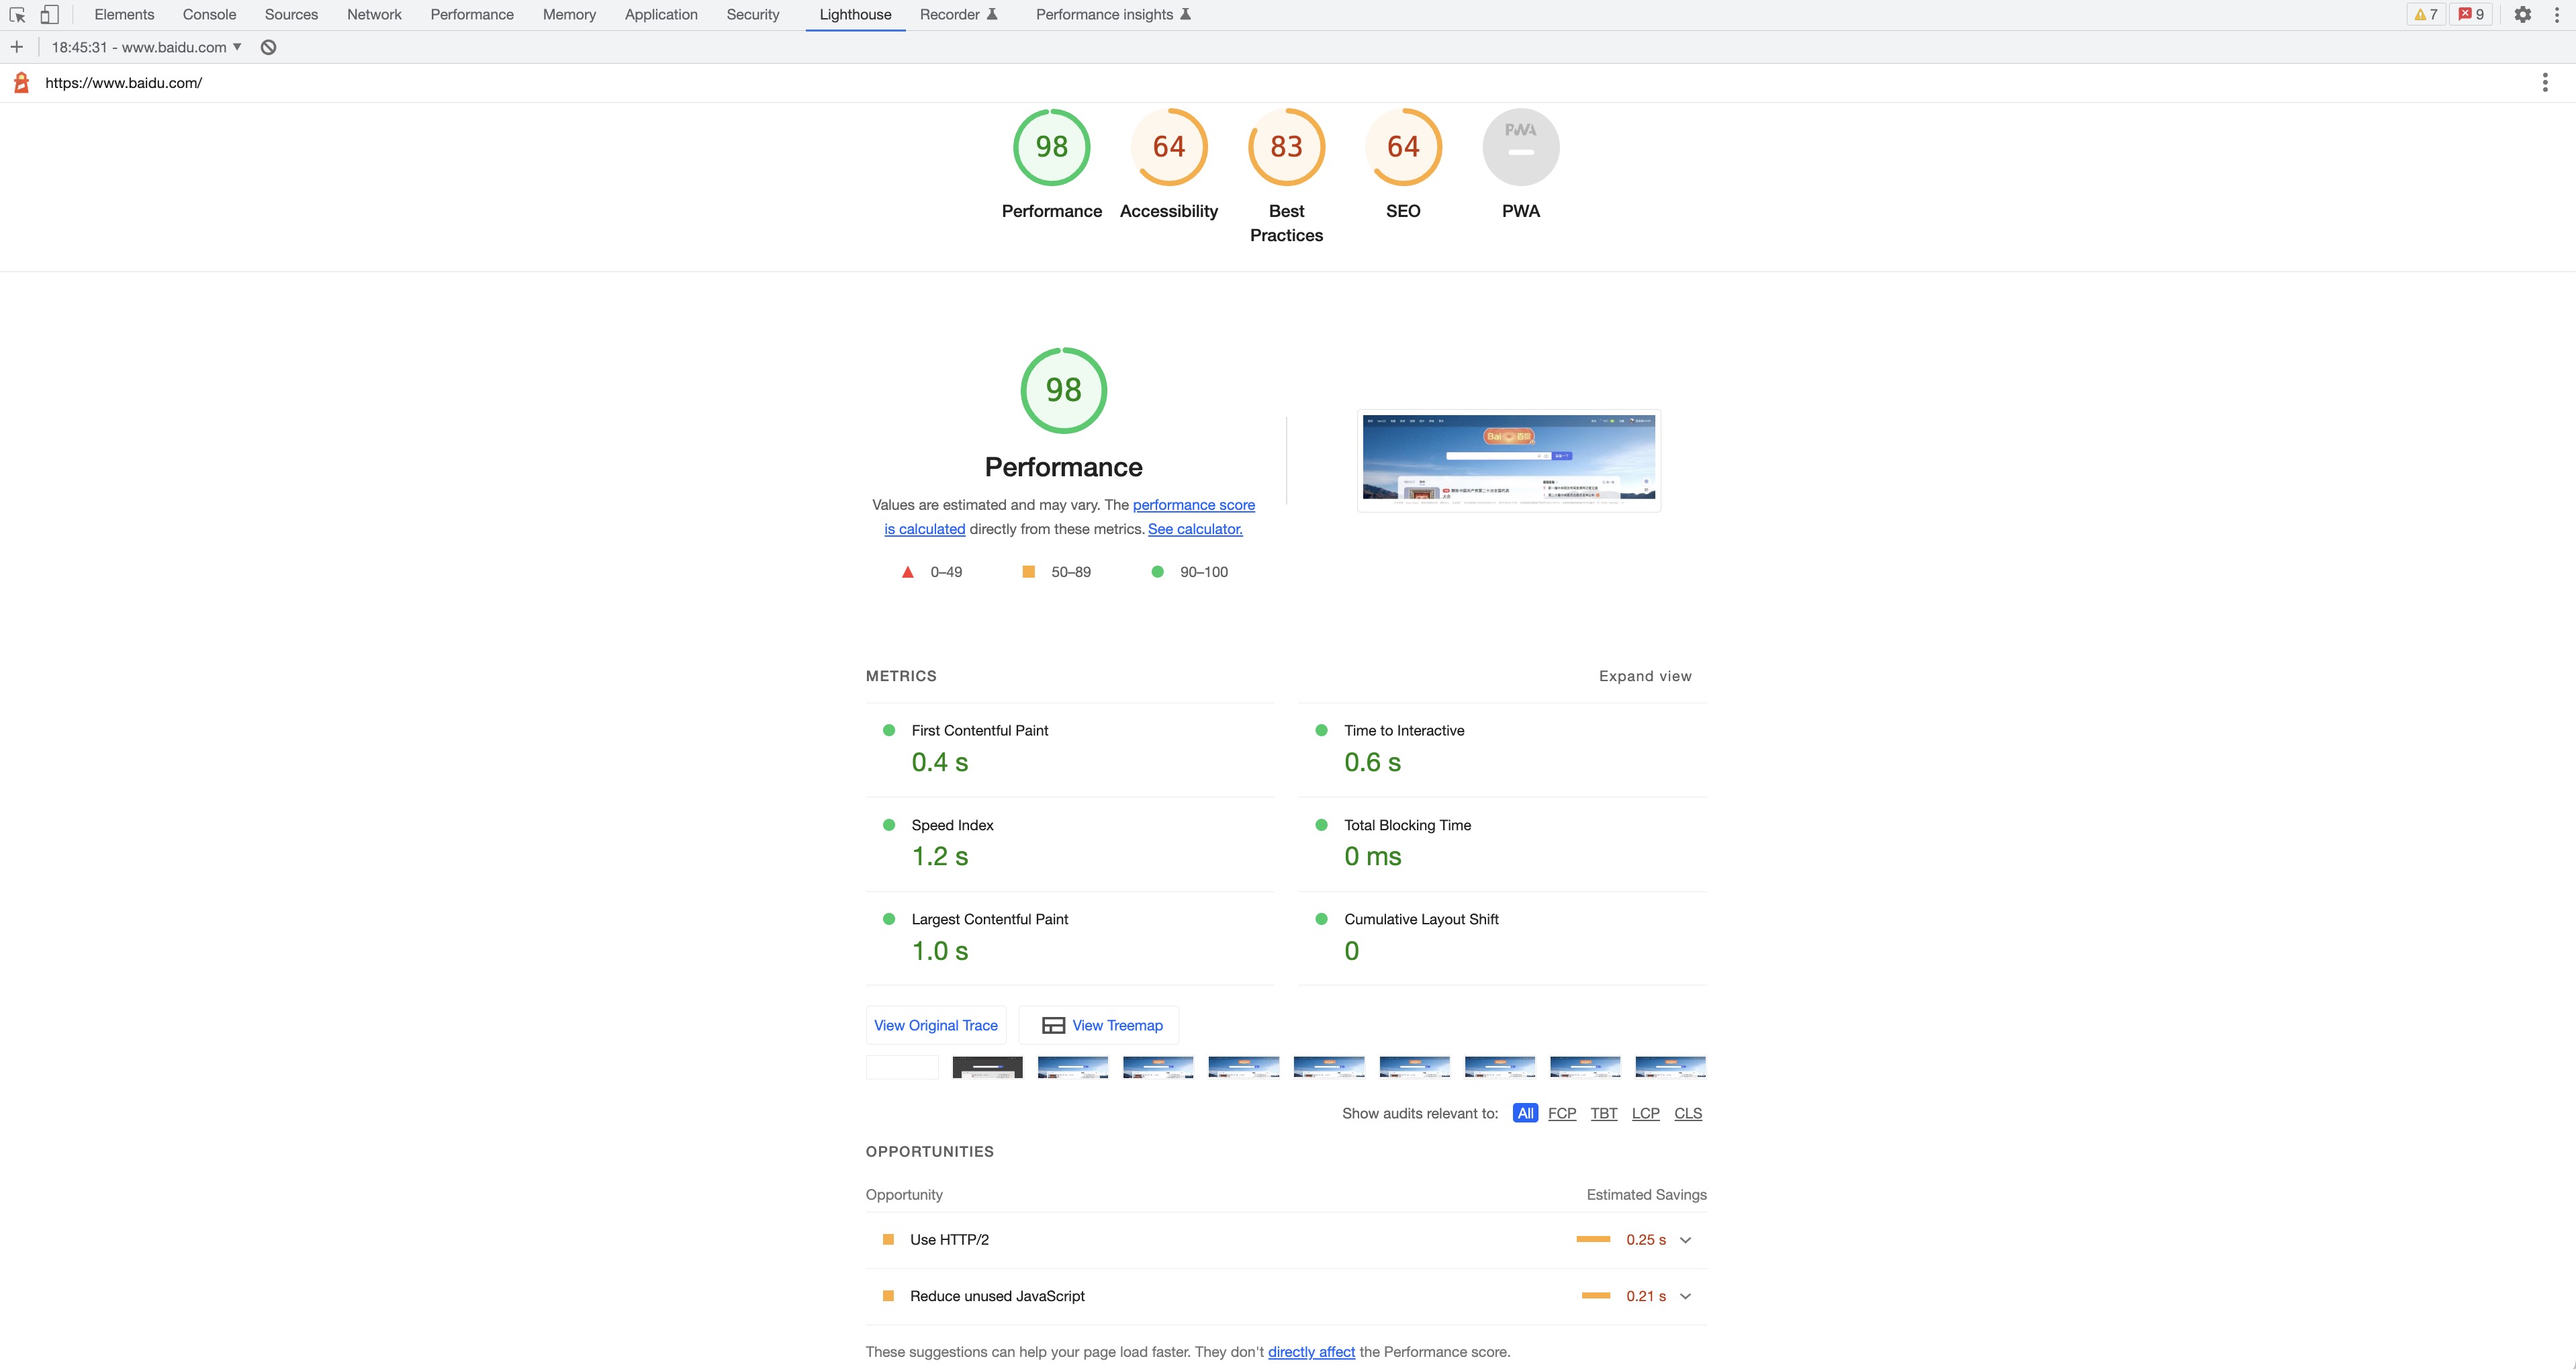 Elements Console Sources Network Performance Memory Application Security Lighthouse Recorder Performance insights 7 9
18:45:31 - www.baidu.com
https://www.baidu.com/
98 64 83 64 PWA
Performance Accessibility Best Practices SEO PWA
98
Performance
Values are estimated and may vary. The performance score
is calculated directly from these metrics. See calculator.
0–49 50–89 90–100
METRICS Expand view
First Contentful Paint Time to Interactive
0.4 s 0.6 s
Speed Index Total Blocking Time
1.2 s 0 ms
Largest Contentful Paint Cumulative Layout Shift
1.0 s 0
View Original Trace View Treemap
Show audits relevant to: All FCP TBT LCP CLS
OPPORTUNITIES
Opportunity Estimated Savings
Use HTTP/2 0.25 s
Reduce unused JavaScript 0.21 s
These suggestions can help your page load faster. They don't directly affect the Performance score.